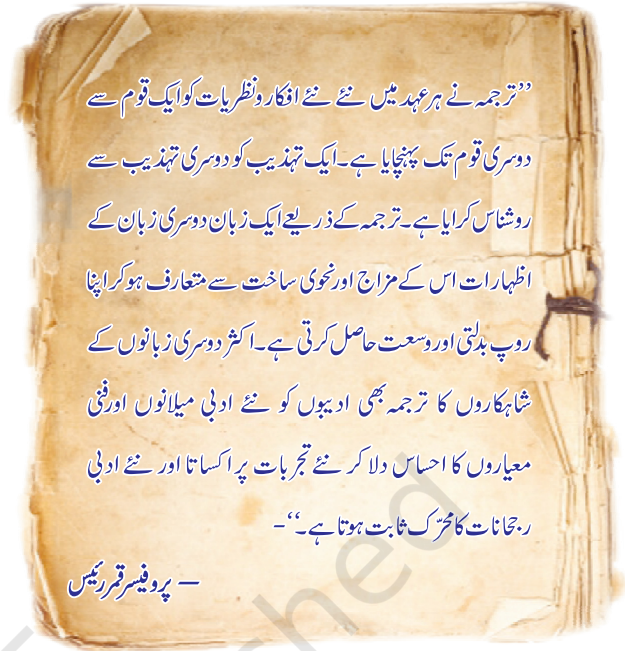 ’’ترجمہ نے ہر عہد میں نئے نئے افکار و نظریات کو ایک قوم سے
دوسری قوم تک پہنچایا ہے۔ ایک تہذیب کو دوسری تہذیب سے
روشناس کرایا ہے۔ ترجمہ کے ذریعے ایک زبان دوسری زبان کے
اظہارات اس کے مزاج اور نحوی ساخت سے متعارف ہو کر اپنا
روپ بدلتی اور وسعت حاصل کرتی ہے۔ اکثر دوسری زبانوں کے
شاہکاروں کا ترجمہ بھی ادیبوں کو نئے ادبی میلانوں اور فنی
معیاروں کا احساس دلا کر نئے تجربات پر اکساتا اور نئے ادبی
رجحانات کا محرّک ثابت ہوتا ہے۔‘‘-
— پروفیسر قمر رئیس